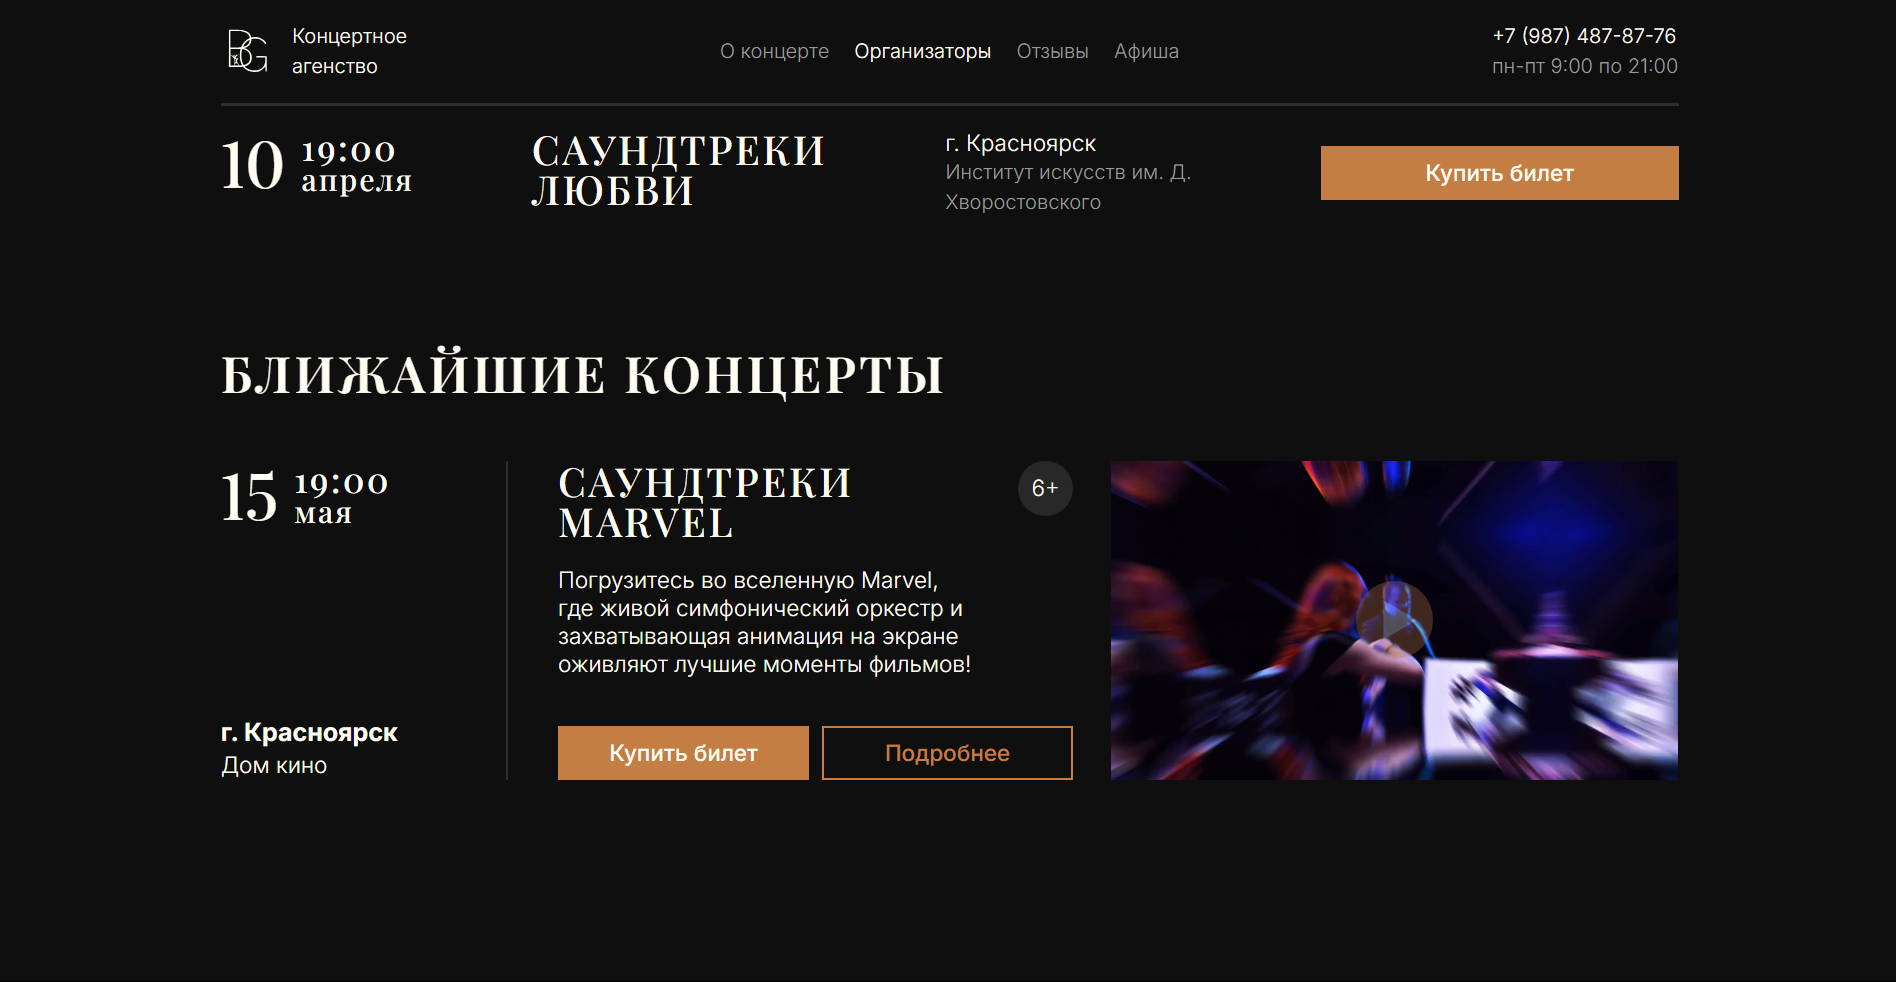 BG
Концертное
агенство
О концерте Организаторы Отзывы Афиша
+7 (987) 487-87-76
пн-пт 9:00 по 21:00
10
19:00
апреля
САУНДТРЕКИ
ЛЮБВИ
г. Красноярск
Институт искусств им. Д.
Хворостовского
Купить билет
БЛИЖАЙШИЕ КОНЦЕРТЫ
15
19:00
мая
г. Красноярск
Дом кино
САУНДТРЕКИ
MARVEL
6+
Погрузитесь во вселенную Marvel,
где живой симфонический оркестр и
захватывающая анимация на экране
оживляют лучшие моменты фильмов!
Купить билет
Подробнее